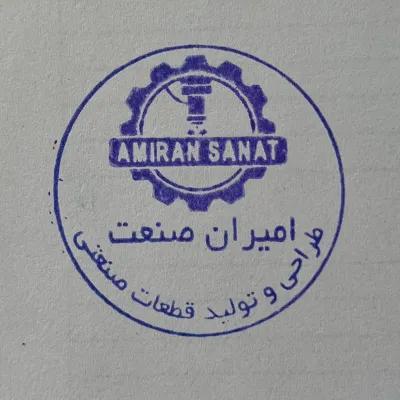 AMIRAN SANAT
امیران صنعت
طراحی و تولید قطعات صنعتی